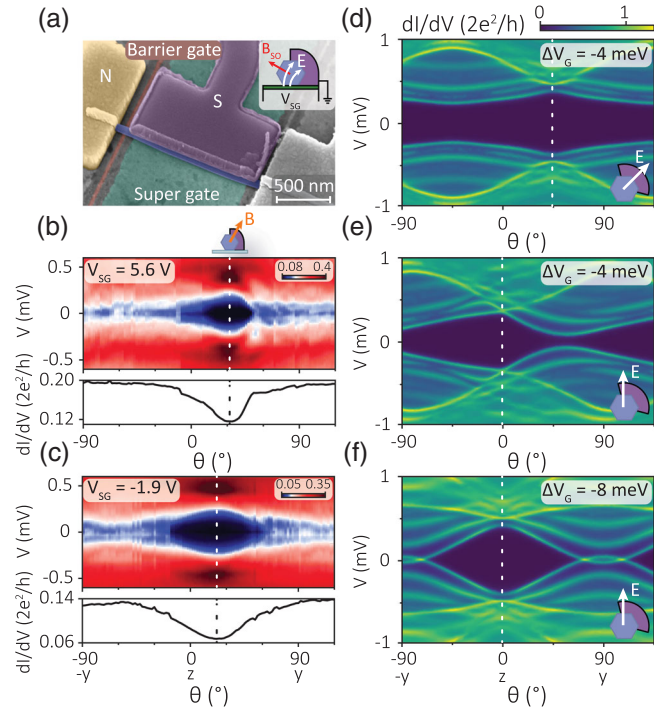 (a)
Barrier gate
N
S
B_SO
E
V_SG
Super gate
500 nm
(b)
B
V_SG = 5.6 V
0.08 0.4
V (mV)
0.5
0
-0.5
dI/dV (2e²/h)
0.20
0.12
-90 0 90
θ (°)
(c)
V_SG = -1.9 V
0.05 0.35
V (mV)
0.5
0
-0.5
dI/dV (2e²/h)
0.14
0.06
-90 0 90
-y z y
θ (°)
dI/dV (2e²/h)
0 1
(d)
ΔV_G = -4 meV
V (mV)
1
0
-1
E
-90 0 90
θ (°)
(e)
ΔV_G = -4 meV
V (mV)
1
0
-1
E
-90 0 90
θ (°)
(f)
ΔV_G = -8 meV
V (mV)
1
0
-1
E
-90 0 90
-y z y
θ (°)